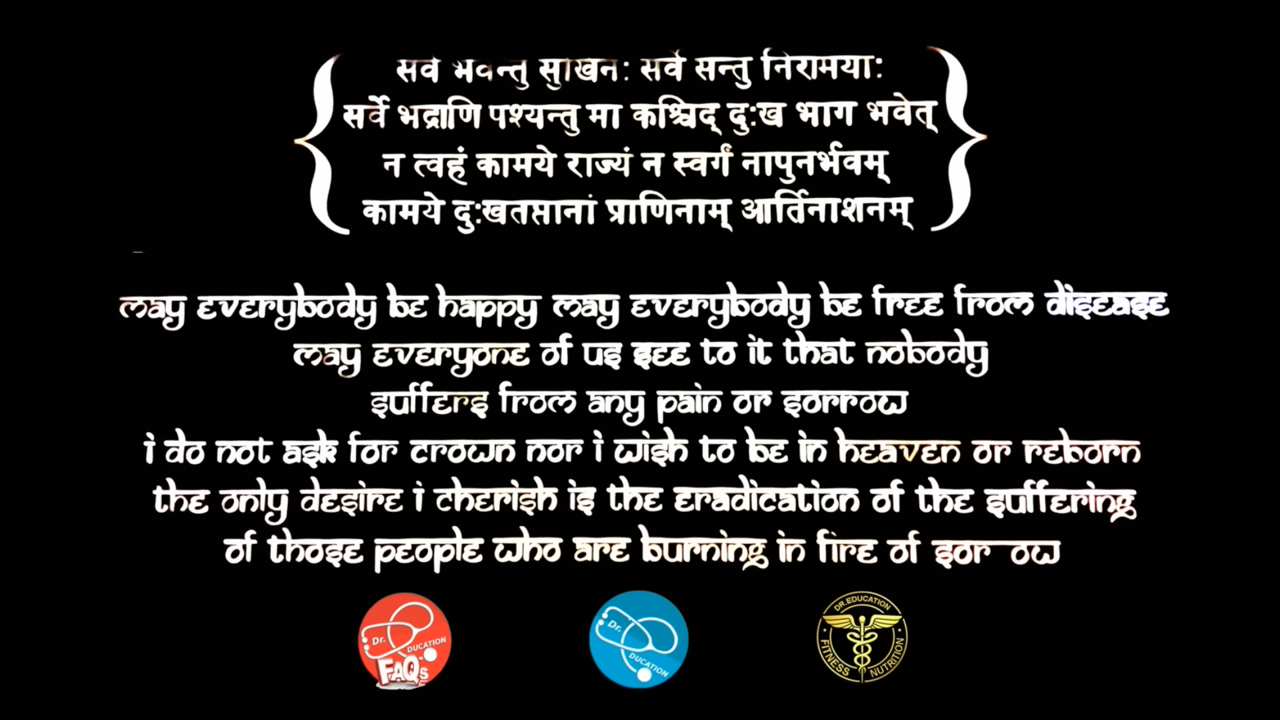 सर्वे भवन्तु सुखिन: सर्वे सन्तु निरामया:
सर्वे भद्राणि पश्यन्तु मा कश्चिद् दु:ख भाग भवेत्
न त्वहं कामये राज्यं न स्वर्गं नापुनर्भवम्
कामये दु:खतप्तानां प्राणिनाम् आर्तिनाशनम्
may everybody be happy may everybody be free from disease
may everyone of us see to it that nobody
suffers from any pain or sorrow
i do not ask for crown nor i wish to be in heaven or reborn
the only desire i cherish is the eradication of the suffering
of those people who are burning in fire of sor ow
Dr. DUCATION FAQs
Dr. DUCATION
DR.EDUCATION FITNESS NUTRITION